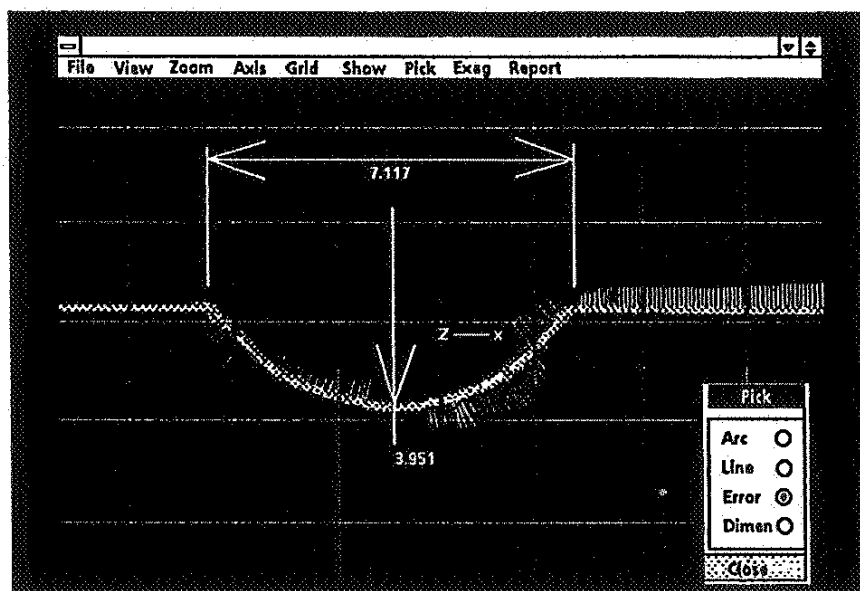 File View Zoom Axis Grid Show Pick Exag Report
7.117
Z X
3.951
Pick
Arc
Line
Error
Dimen
Close